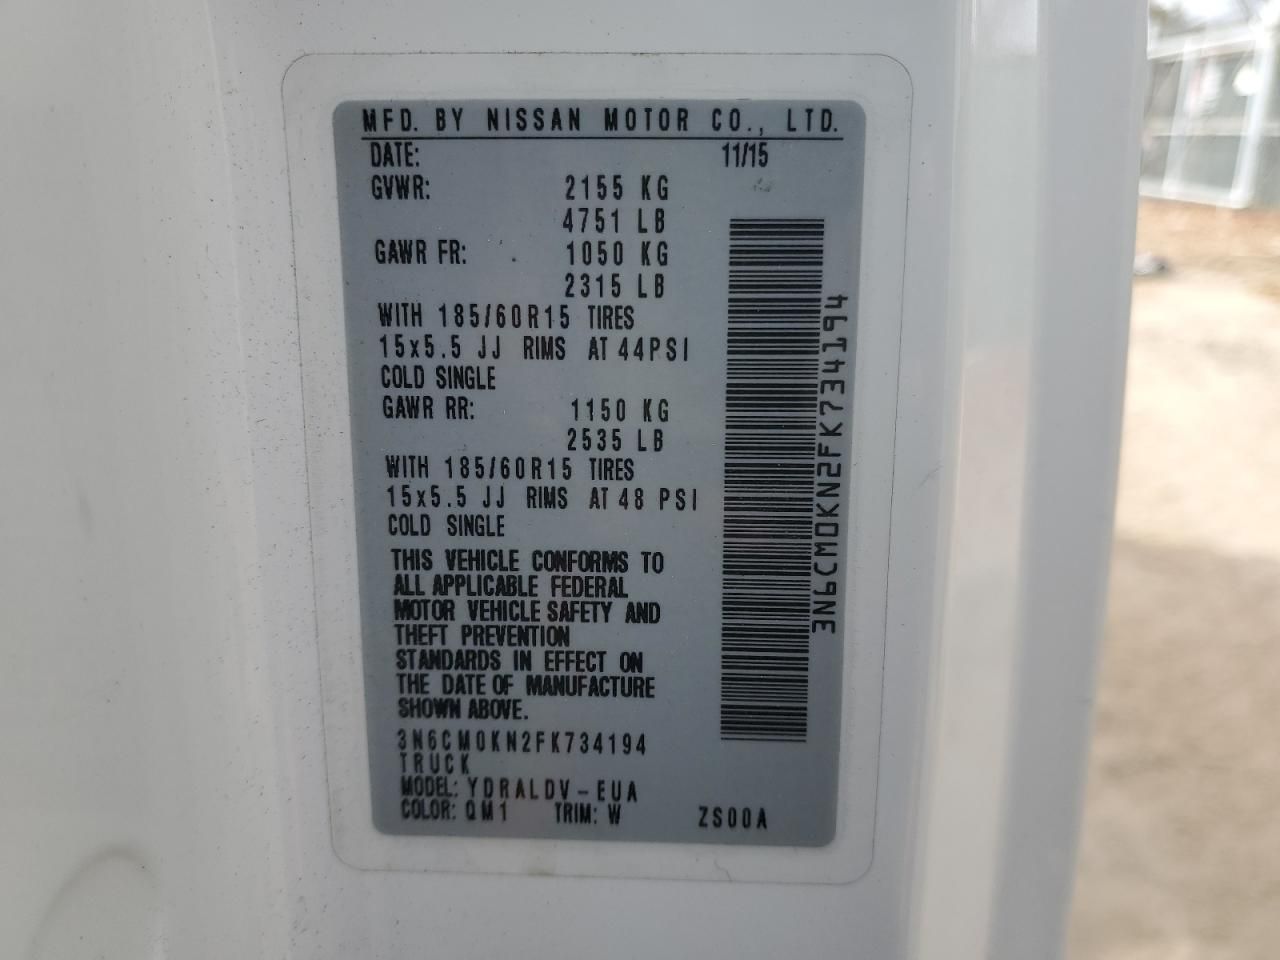 MFD. BY NISSAN MOTOR CO., LTD.
DATE: 11/15
GVWR: 2155 KG
4751 LB
GAWR FR: 1050 KG
2315 LB
WITH 185/60R15 TIRES
15x5.5 JJ RIMS AT 44PSI
COLD SINGLE
GAWR RR: 1150 KG
2535 LB
WITH 185/60R15 TIRES
15x5.5 JJ RIMS AT 48 PSI
COLD SINGLE
THIS VEHICLE CONFORMS TO
ALL APPLICABLE FEDERAL
MOTOR VEHICLE SAFETY AND
THEFT PREVENTION
STANDARDS IN EFFECT ON
THE DATE OF MANUFACTURE
SHOWN ABOVE.
3N6CM0KN2FK734194
TRUCK
MODEL: YDRALDV-EUA
COLOR: QM1 TRIM: W ZS00A
3N6CM0KN2FK734194